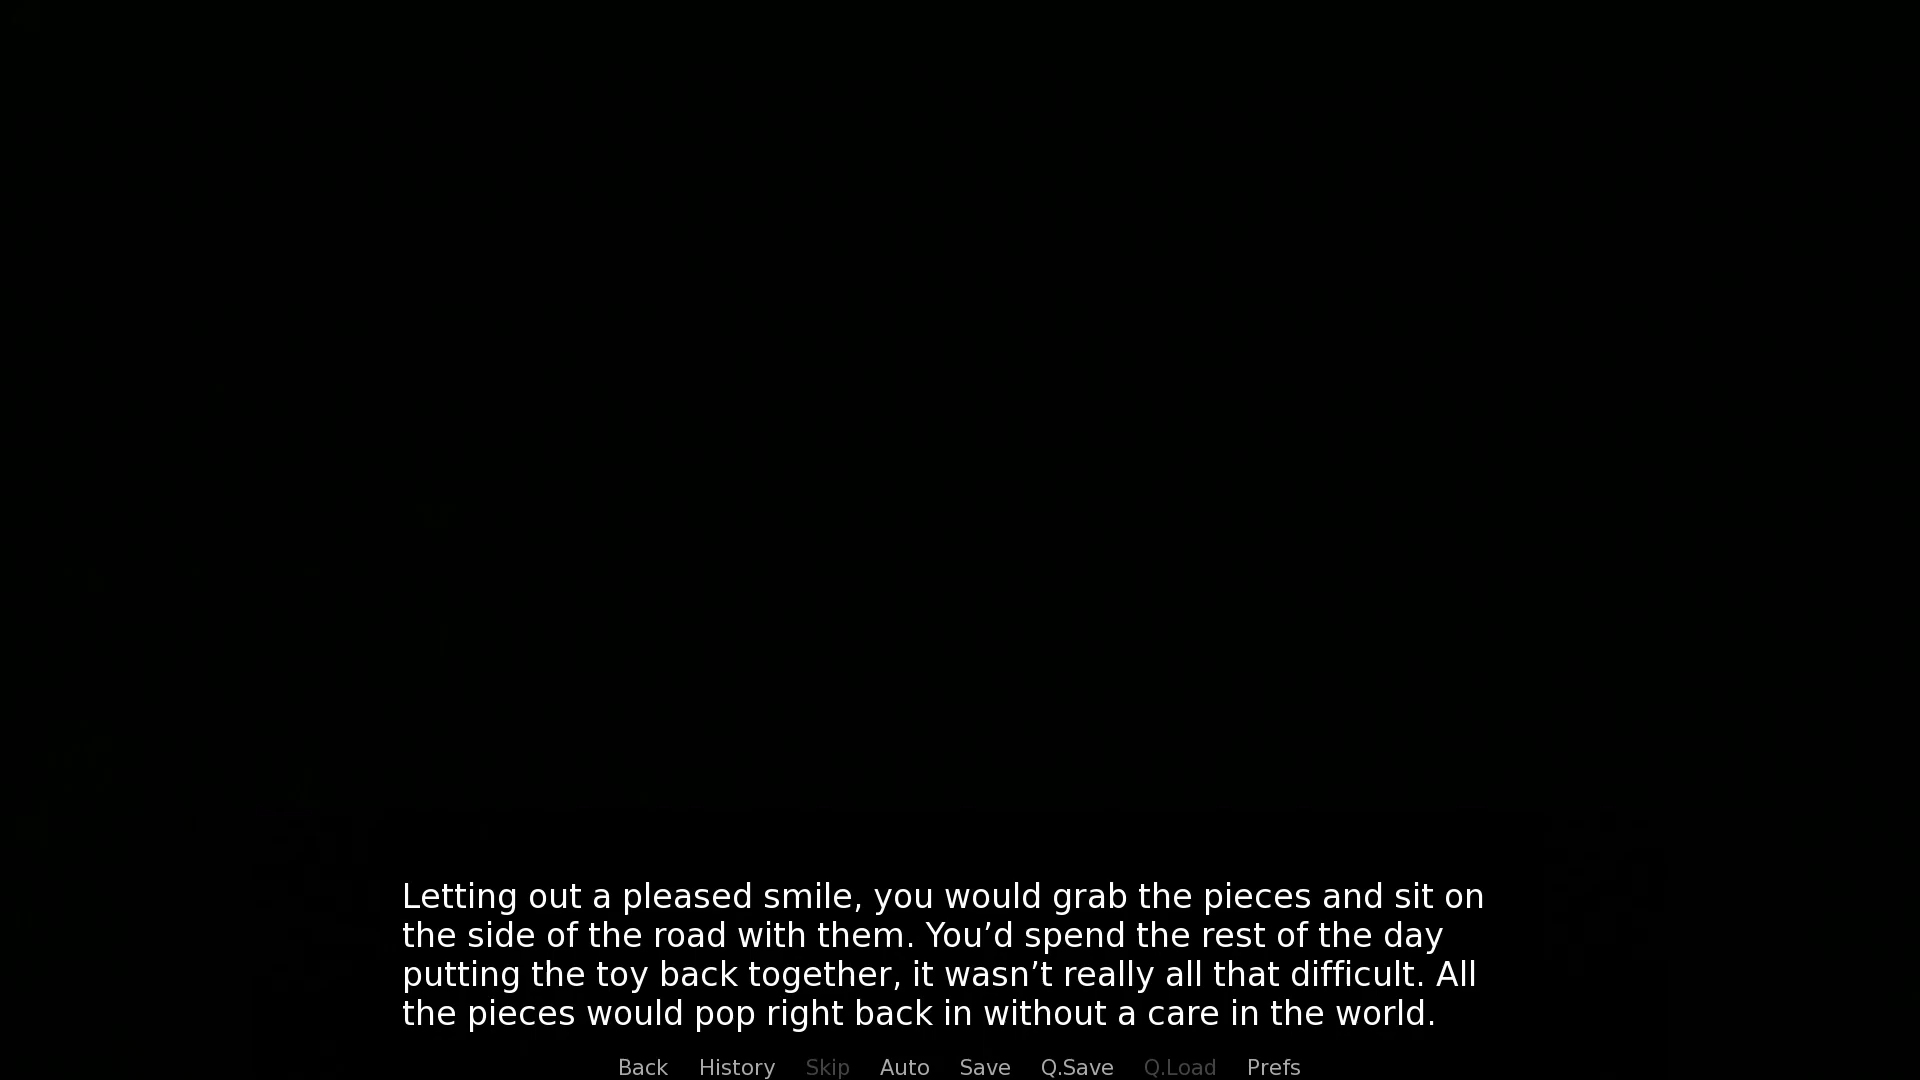 Letting out a pleased smile, you would grab the pieces and sit on
the side of the road with them. You’d spend the rest of the day
putting the toy back together, it wasn’t really all that difficult. All
the pieces would pop right back in without a care in the world.
Back History Skip Auto Save Q.Save Q.Load Prefs